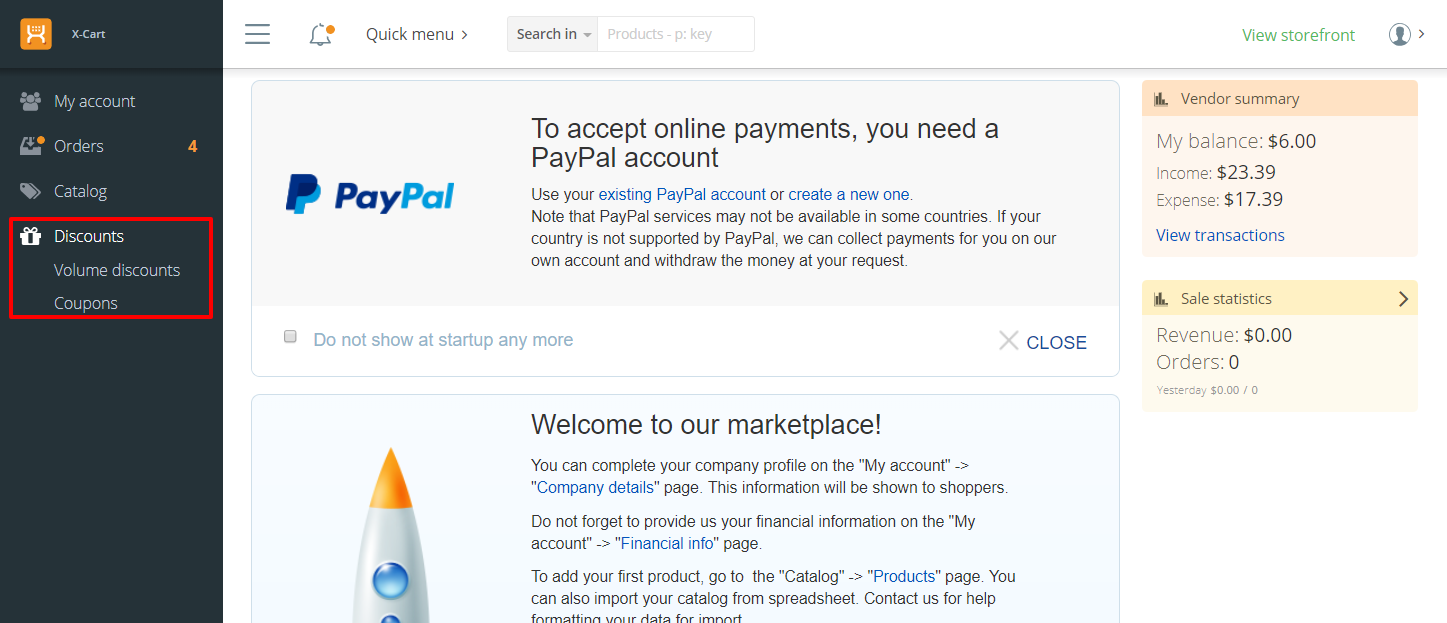 X-Cart
Quick menu
Search in
Products - p: key
View storefront
My account
Orders 4
Catalog
Discounts
Volume discounts
Coupons
PayPal
To accept online payments, you need a
PayPal account
Use your existing PayPal account or create a new one.
Note that PayPal services may not be available in some countries. If your
country is not supported by PayPal, we can collect payments for you on our
own account and withdraw the money at your request.
Do not show at startup any more
CLOSE
Welcome to our marketplace!
You can complete your company profile on the "My account" ->
"Company details" page. This information will be shown to shoppers.
Do not forget to provide us your financial information on the "My
account" -> "Financial info" page.
To add your first product, go to the "Catalog" -> "Products" page. You
can also import your catalog from spreadsheet. Contact us for help
formatting your data for import.
Vendor summary
My balance: $6.00
Income: $23.39
Expense: $17.39
View transactions
Sale statistics
Revenue: $0.00
Orders: 0
Yesterday $0.00 / 0